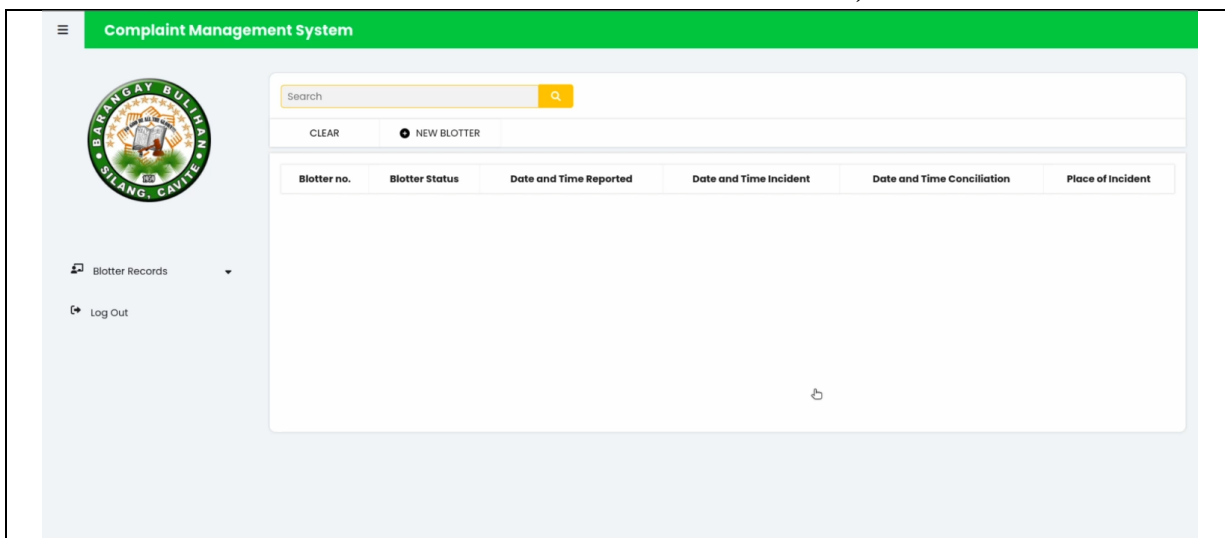 Complaint Management System
BARANGAY BULIHAN
SILANG, CAVITE
Search
CLEAR NEW BLOTTER
Blotter no. Blotter Status Date and Time Reported Date and Time Incident Date and Time Conciliation Place of Incident
Blotter Records
Log Out